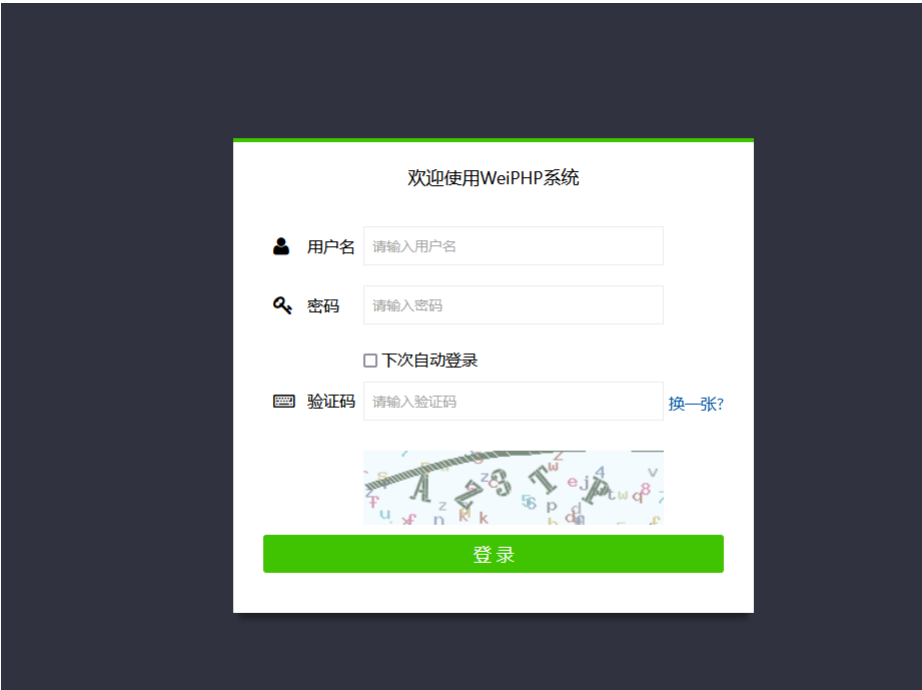 欢迎使用WeiPHP系统
用户名 请输入用户名
密码 请输入密码
下次自动登录
验证码 请输入验证码 换一张?
登 录